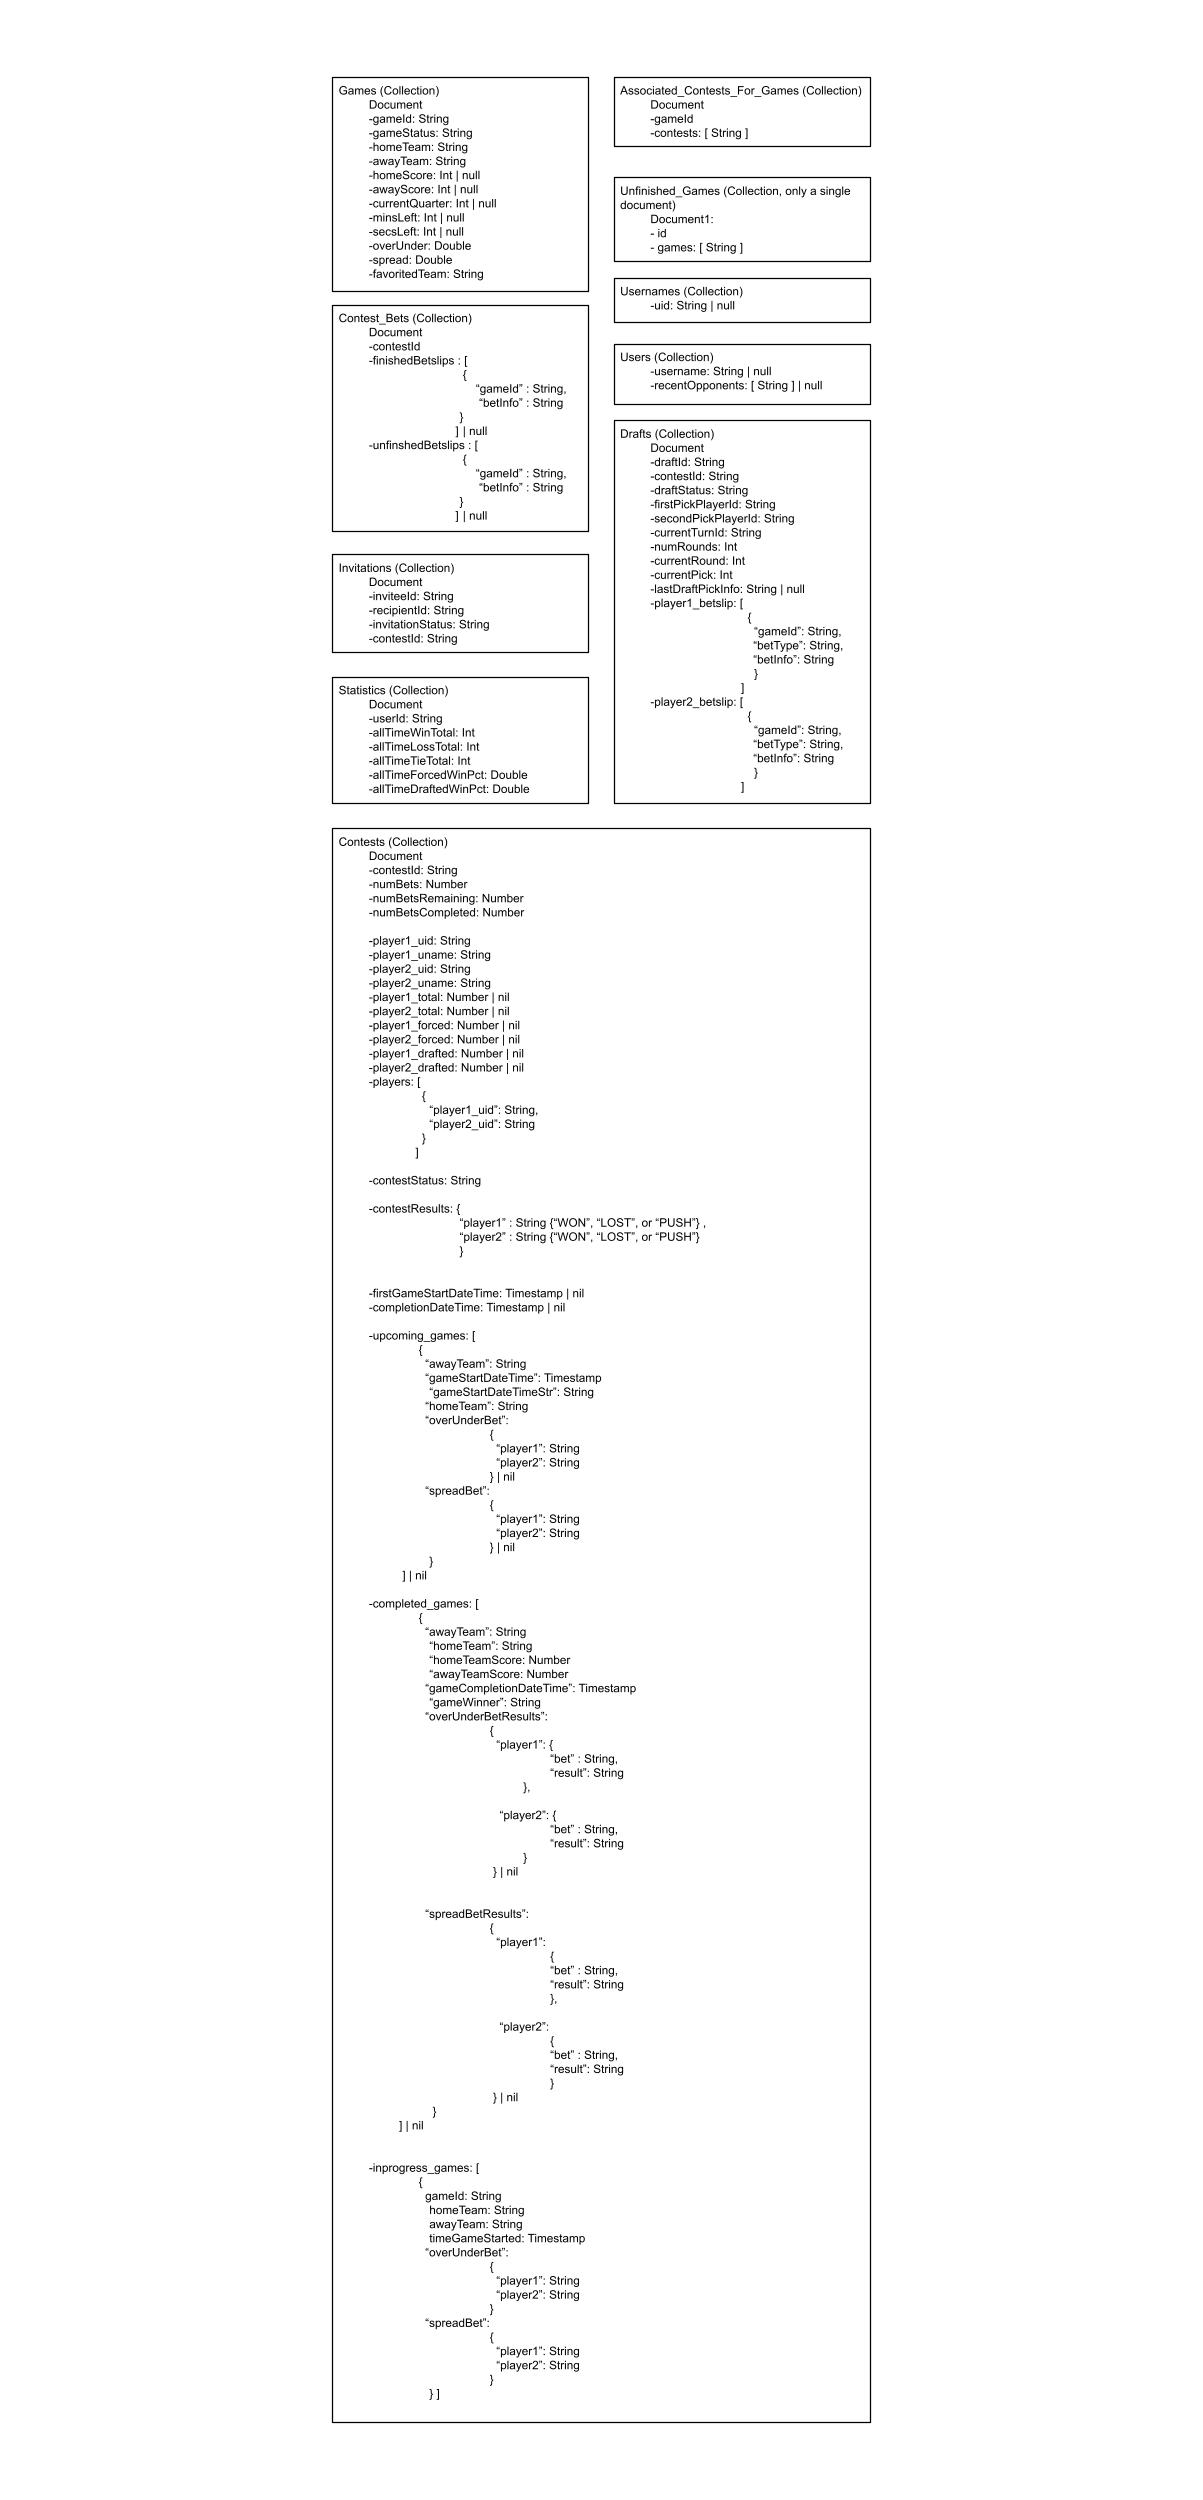 Games (Collection)
Document
-gameId: String
-gameStatus: String
-homeTeam: String
-awayTeam: String
-homeScore: Int | null
-awayScore: Int | null
-currentQuarter: Int | null
-minsLeft: Int | null
-secsLeft: Int | null
-overUnder: Double
-spread: Double
-favoritedTeam: String
Contest_Bets (Collection)
Document
-contestId
-finishedBetslips : [
{
“gameId” : String,
“betInfo” : String
}
] | null
-unfinshedBetslips : [
{
“gameId” : String,
“betInfo” : String
}
] | null
Invitations (Collection)
Document
-inviteeId: String
-recipientId: String
-invitationStatus: String
-contestId: String
Statistics (Collection)
Document
-userId: String
-allTimeWinTotal: Int
-allTimeLossTotal: Int
-allTimeTieTotal: Int
-allTimeForcedWinPct: Double
-allTimeDraftedWinPct: Double
Associated_Contests_For_Games (Collection)
Document
-gameId
-contests: [ String ]
Unfinished_Games (Collection, only a single
document)
Document1:
- id
- games: [ String ]
Usernames (Collection)
-uid: String | null
Users (Collection)
-username: String | null
-recentOpponents: [ String ] | null
Drafts (Collection)
Document
-draftId: String
-contestId: String
-draftStatus: String
-firstPickPlayerId: String
-secondPickPlayerId: String
-currentTurnId: String
-numRounds: Int
-currentRound: Int
-currentPick: Int
-lastDraftPickInfo: String | null
-player1_betslip: [
{
“gameId”: String,
“betType”: String,
“betInfo”: String
}
]
-player2_betslip: [
{
“gameId”: String,
“betType”: String,
“betInfo”: String
}
]
Contests (Collection)
Document
-contestId: String
-numBets: Number
-numBetsRemaining: Number
-numBetsCompleted: Number
-player1_uid: String
-player1_uname: String
-player2_uid: String
-player2_uname: String
-player1_total: Number | nil
-player2_total: Number | nil
-player1_forced: Number | nil
-player2_forced: Number | nil
-player1_drafted: Number | nil
-player2_drafted: Number | nil
-players: [
{
“player1_uid”: String,
“player2_uid”: String
}
]
-contestStatus: String
-contestResults: {
“player1” : String {“WON”, “LOST”, or “PUSH”} ,
“player2” : String {“WON”, “LOST”, or “PUSH”}
}
-firstGameStartDateTime: Timestamp | nil
-completionDateTime: Timestamp | nil
-upcoming_games: [
{
“awayTeam”: String
“gameStartDateTime”: Timestamp
“gameStartDateTimeStr”: String
“homeTeam”: String
“overUnderBet”:
{
“player1”: String
“player2”: String
} | nil
“spreadBet”:
{
“player1”: String
“player2”: String
} | nil
}
] | nil
-completed_games: [
{
“awayTeam”: String
“homeTeam”: String
“homeTeamScore: Number
“awayTeamScore: Number
“gameCompletionDateTime”: Timestamp
“gameWinner”: String
“overUnderBetResults”:
{
“player1”: {
“bet” : String,
“result”: String
},
“player2”: {
“bet” : String,
“result”: String
}
} | nil
“spreadBetResults”:
{
“player1”:
{
“bet” : String,
“result”: String
},
“player2”:
{
“bet” : String,
“result”: String
}
} | nil
}
] | nil
-inprogress_games: [
{
gameId: String
homeTeam: String
awayTeam: String
timeGameStarted: Timestamp
“overUnderBet”:
{
“player1”: String
“player2”: String
}
“spreadBet”:
{
“player1”: String
“player2”: String
}
} ]